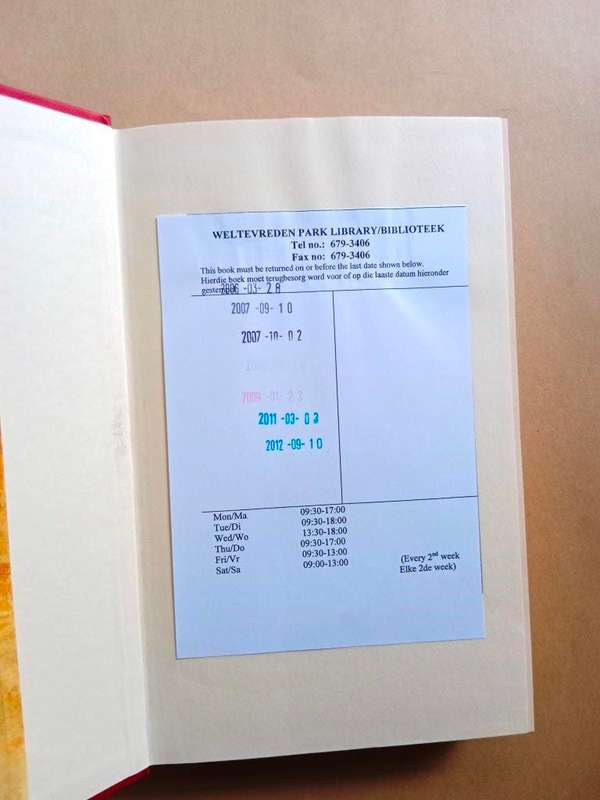 WELTEVREDEN PARK LIBRARY/BIBLIOTEEK
Tel no.: 679-3406
Fax no: 679-3406
This book must be returned on or before the last date shown below.
Hierdie boek moet terugbesorg word voor of op die laaste datum hieronder
2006 -03- 28
2007 -09- 10
2007 -10- 02
2009 -01- 23
2011 -03- 03
2012 -09- 10
Mon/Ma 09:30-17:00
Tue/Di 09:30-18:00
Wed/Wo 13:30-18:00
Thu/Do 09:30-17:00
Fri/Vr 09:30-13:00
Sat/Sa 09:00-13:00
(Every 2nd week
Elke 2de week)